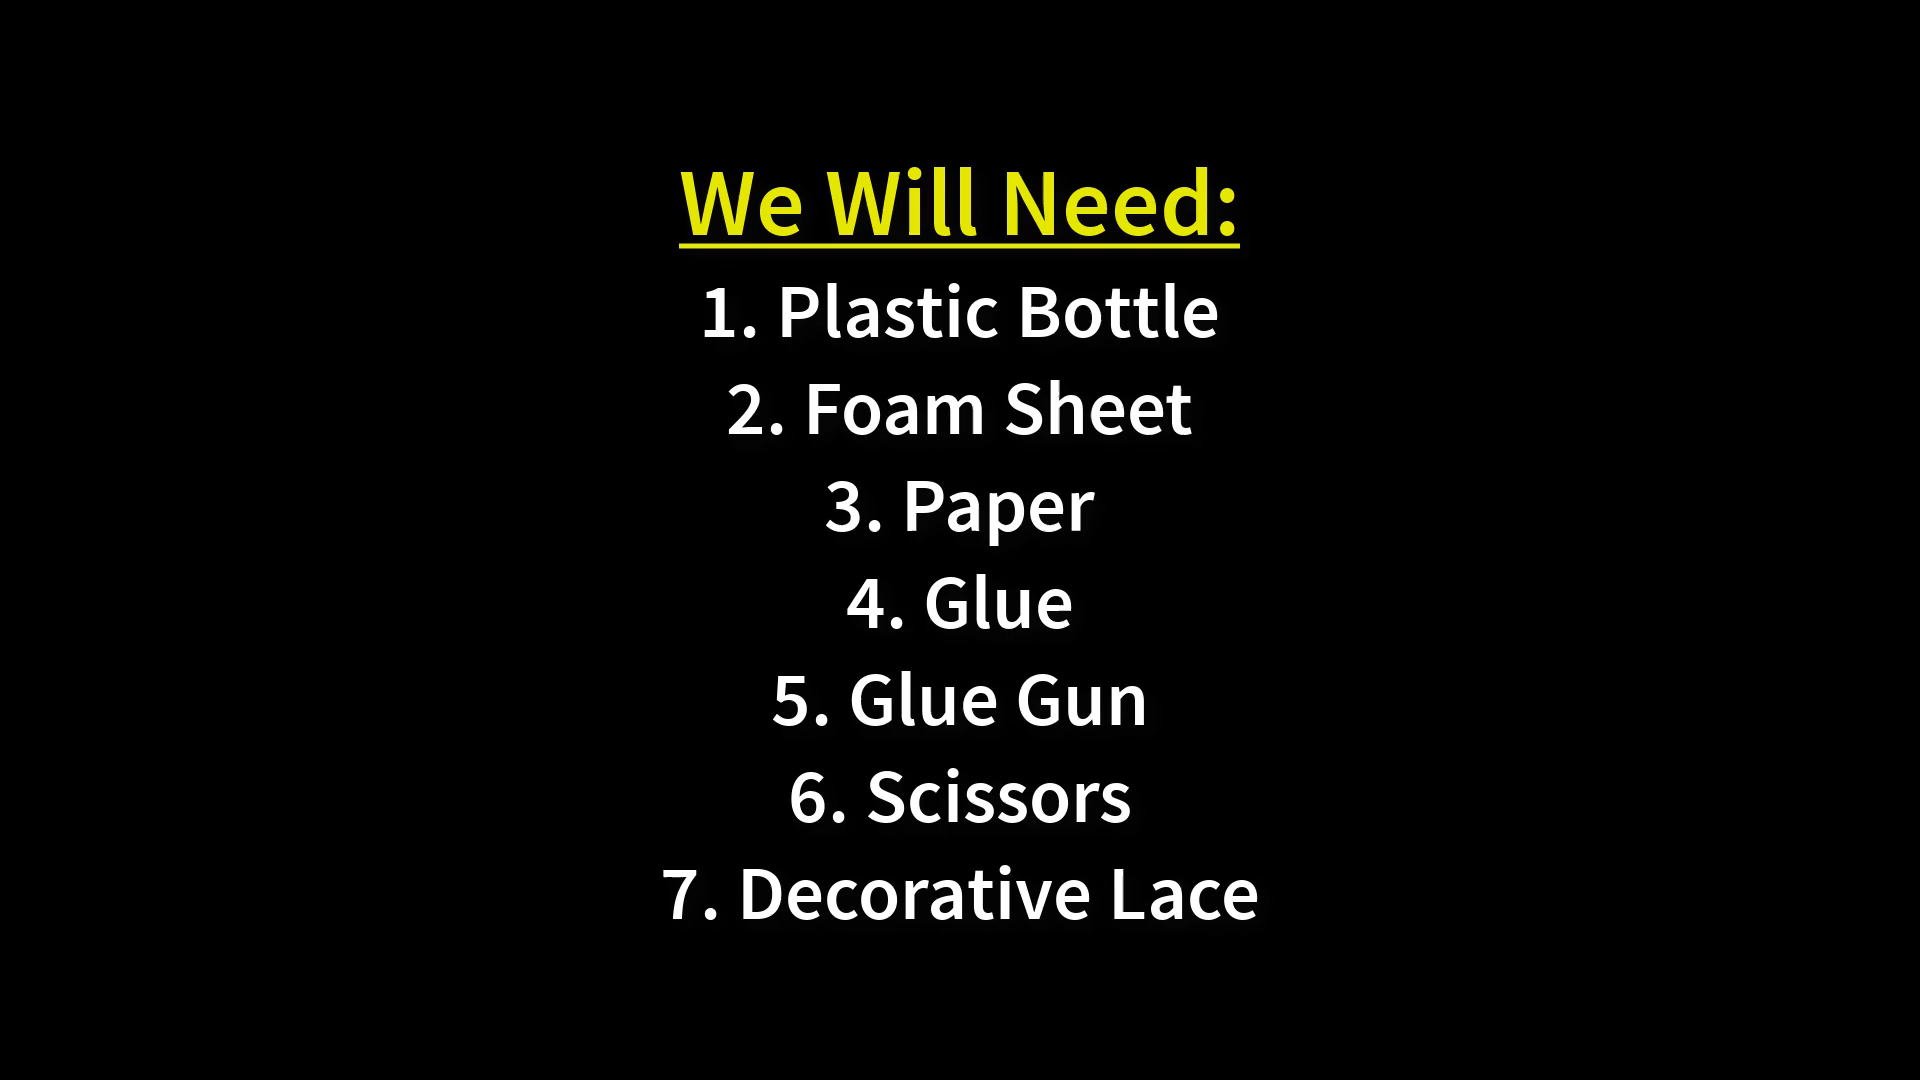 We Will Need:
1. Plastic Bottle
2. Foam Sheet
3. Paper
4. Glue
5. Glue Gun
6. Scissors
7. Decorative Lace